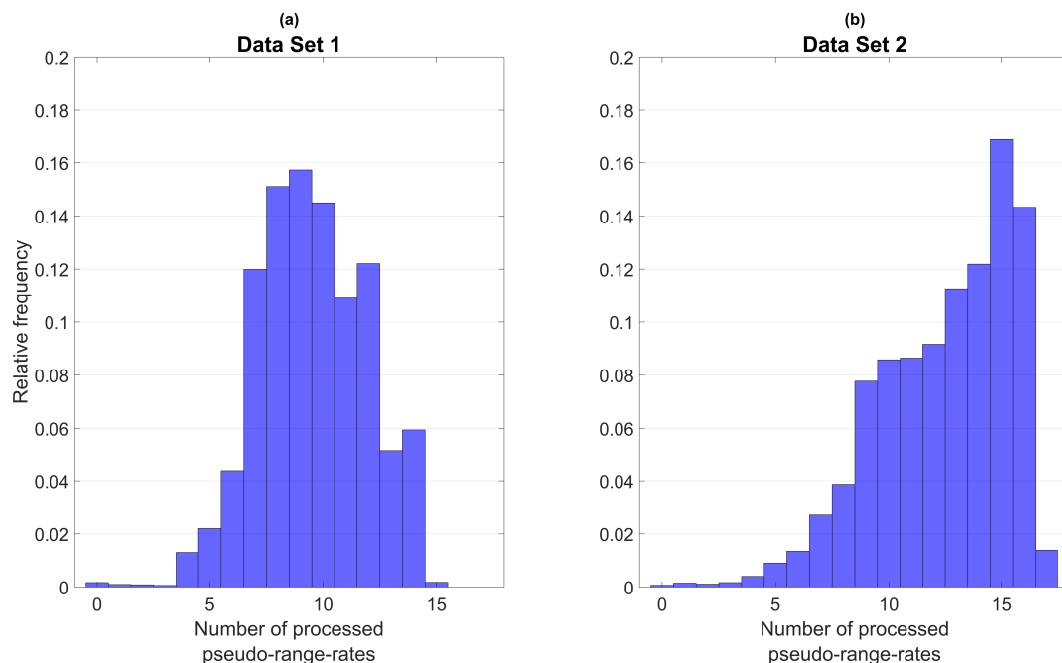 (a)
Data Set 1
0.2
0.18
0.16
0.14
0.12
0.1
0.08
0.06
0.04
0.02
0
Relative frequency
0 5 10 15
Number of processed
pseudo-range-rates
(b)
Data Set 2
0.2
0.18
0.16
0.14
0.12
0.1
0.08
0.06
0.04
0.02
0
0 5 10 15
Number of processed
pseudo-range-rates